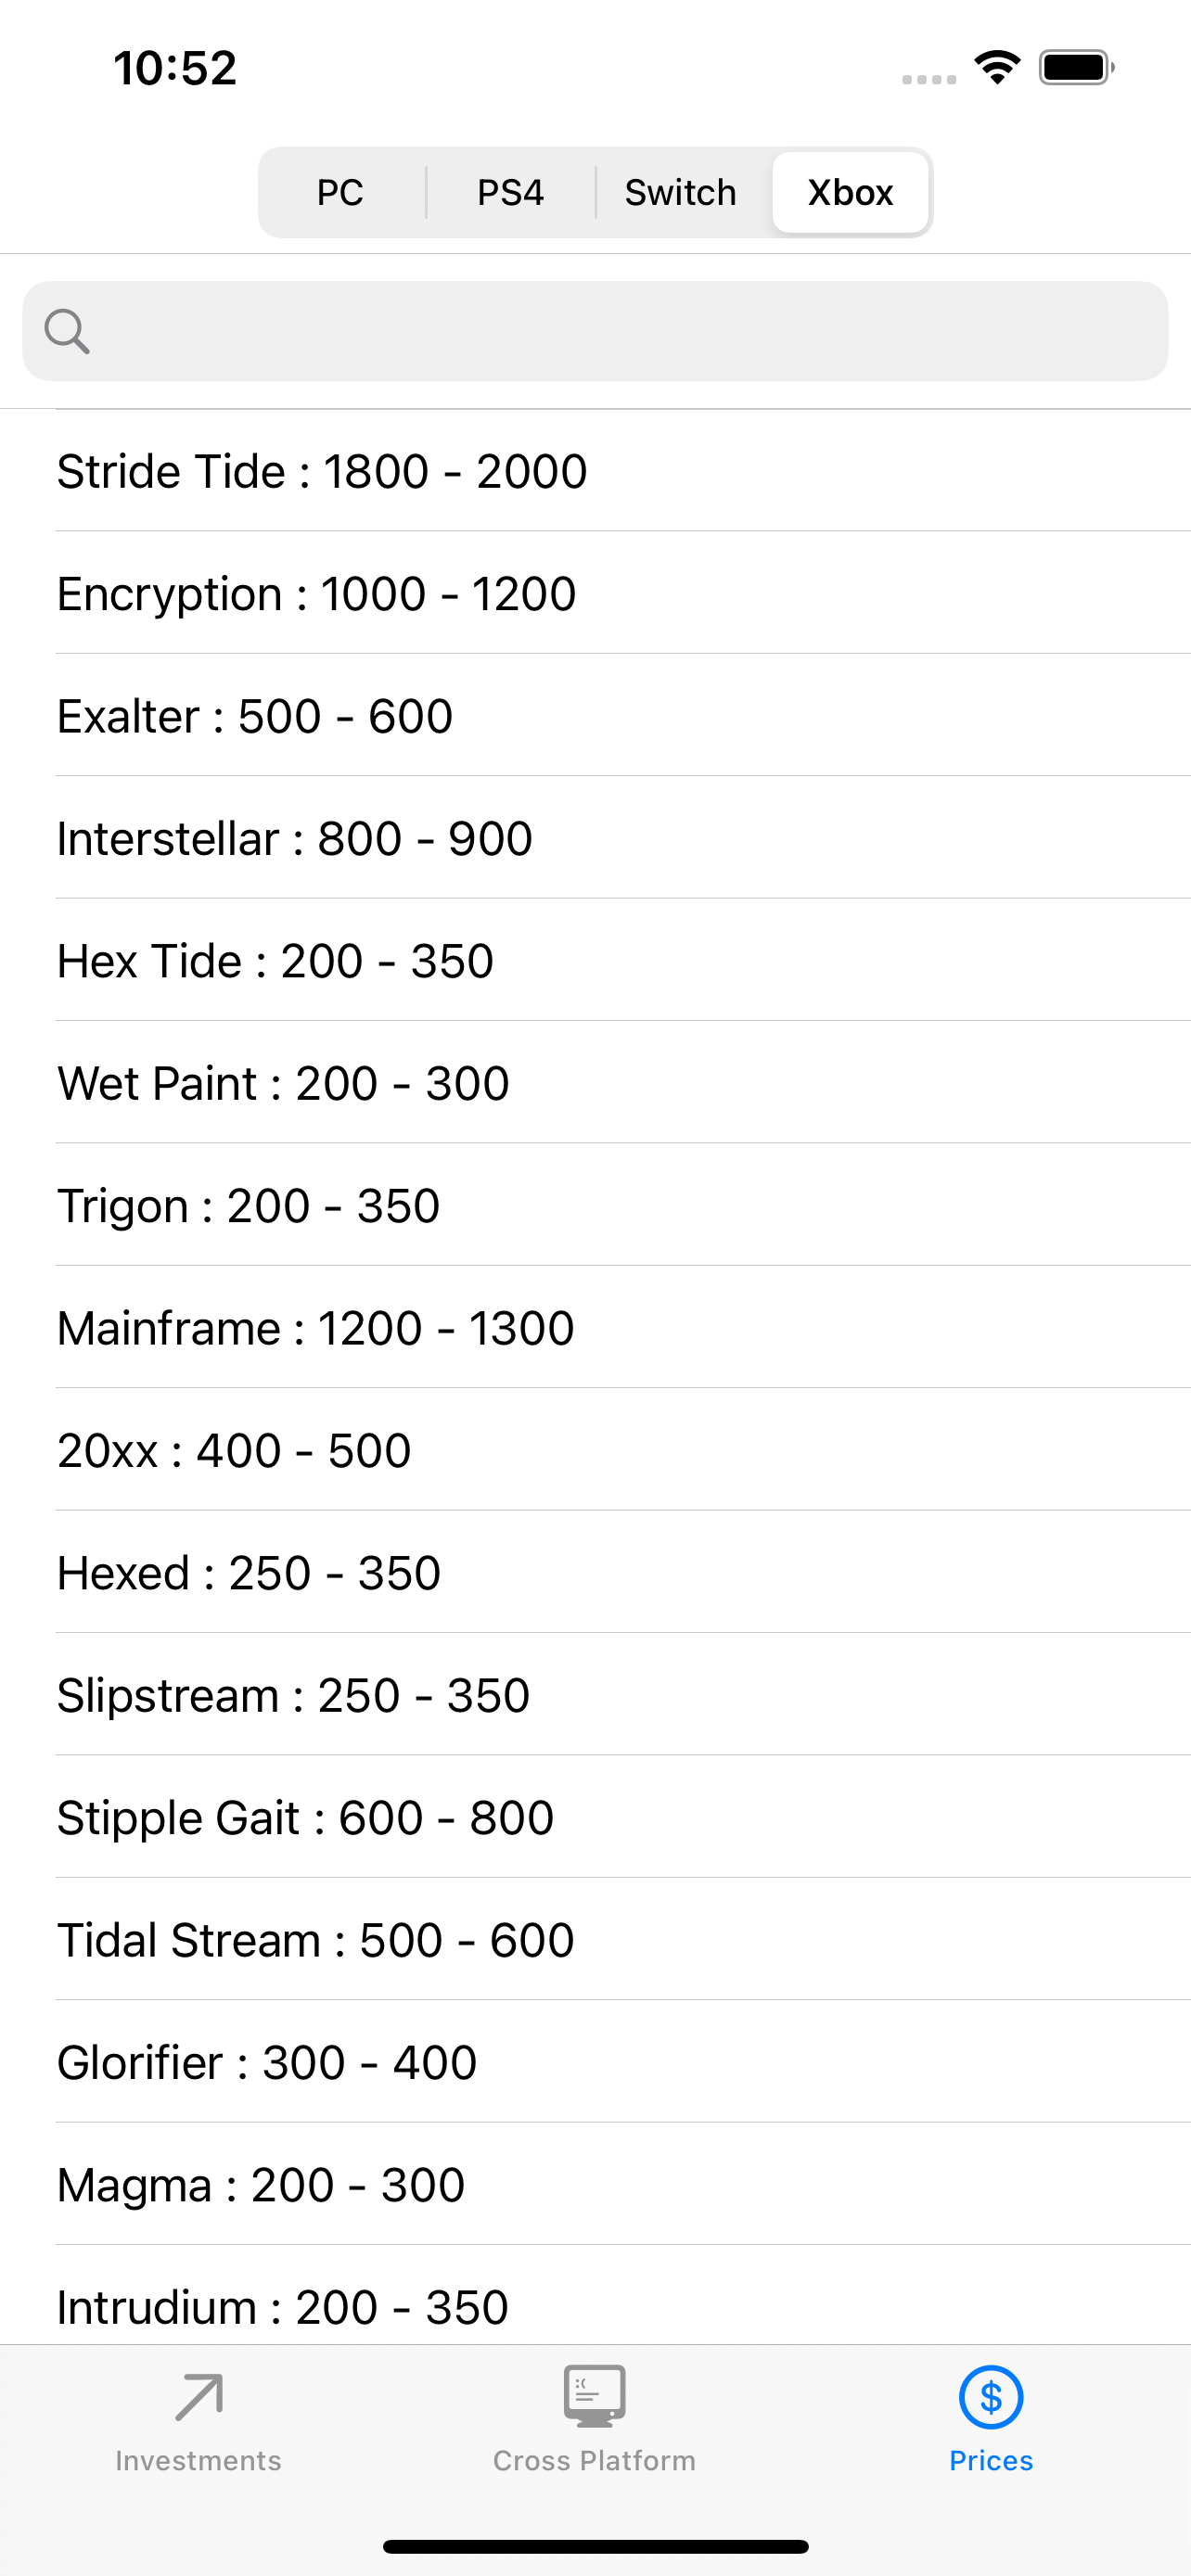 10:52
PC PS4 Switch Xbox
Stride Tide : 1800 - 2000
Encryption : 1000 - 1200
Exalter : 500 - 600
Interstellar : 800 - 900
Hex Tide : 200 - 350
Wet Paint : 200 - 300
Trigon : 200 - 350
Mainframe : 1200 - 1300
20xx : 400 - 500
Hexed : 250 - 350
Slipstream : 250 - 350
Stipple Gait : 600 - 800
Tidal Stream : 500 - 600
Glorifier : 300 - 400
Magma : 200 - 300
Intrudium : 200 - 350
Investments Cross Platform Prices